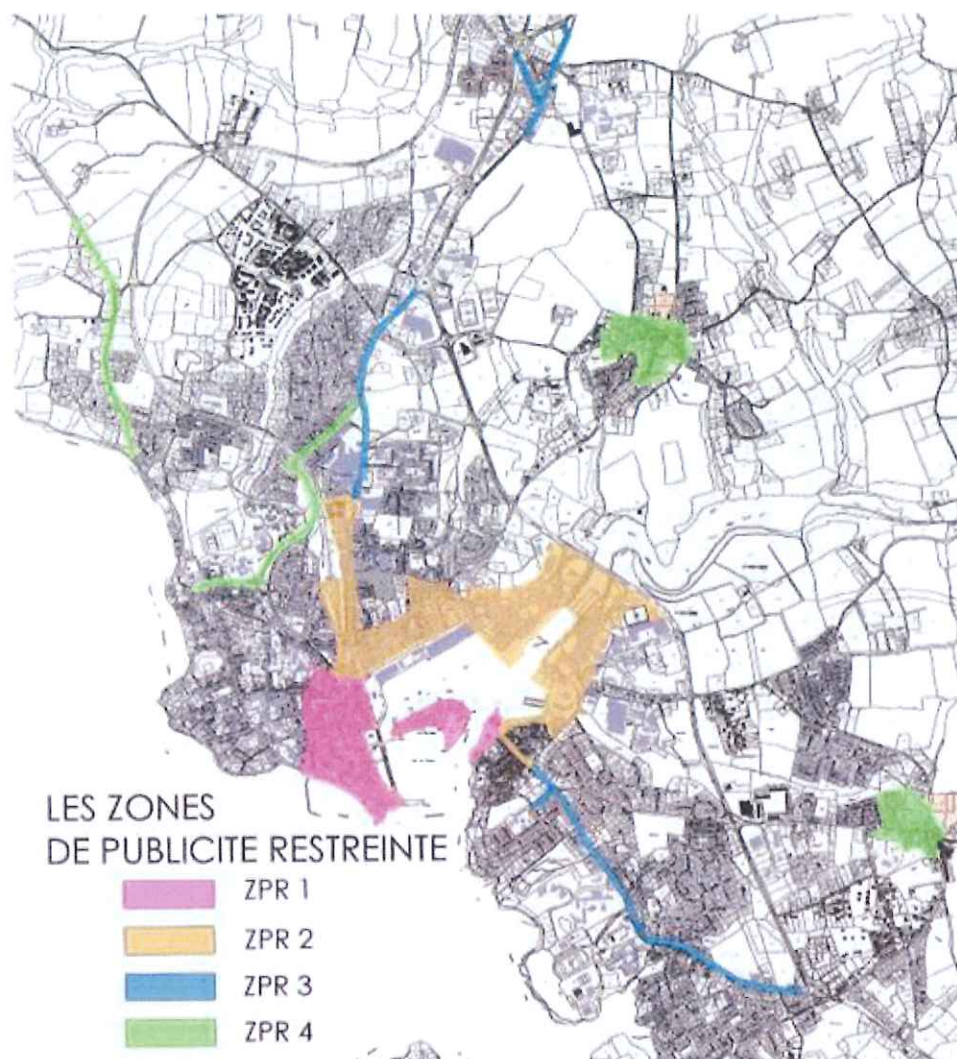 LES ZONES
DE PUBLICITE RESTREINTE
ZPR 1
ZPR 2
ZPR 3
ZPR 4